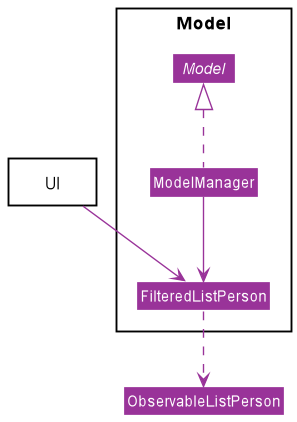 Model
Model
UI
ModelManager
FilteredListPerson
ObservableListPerson